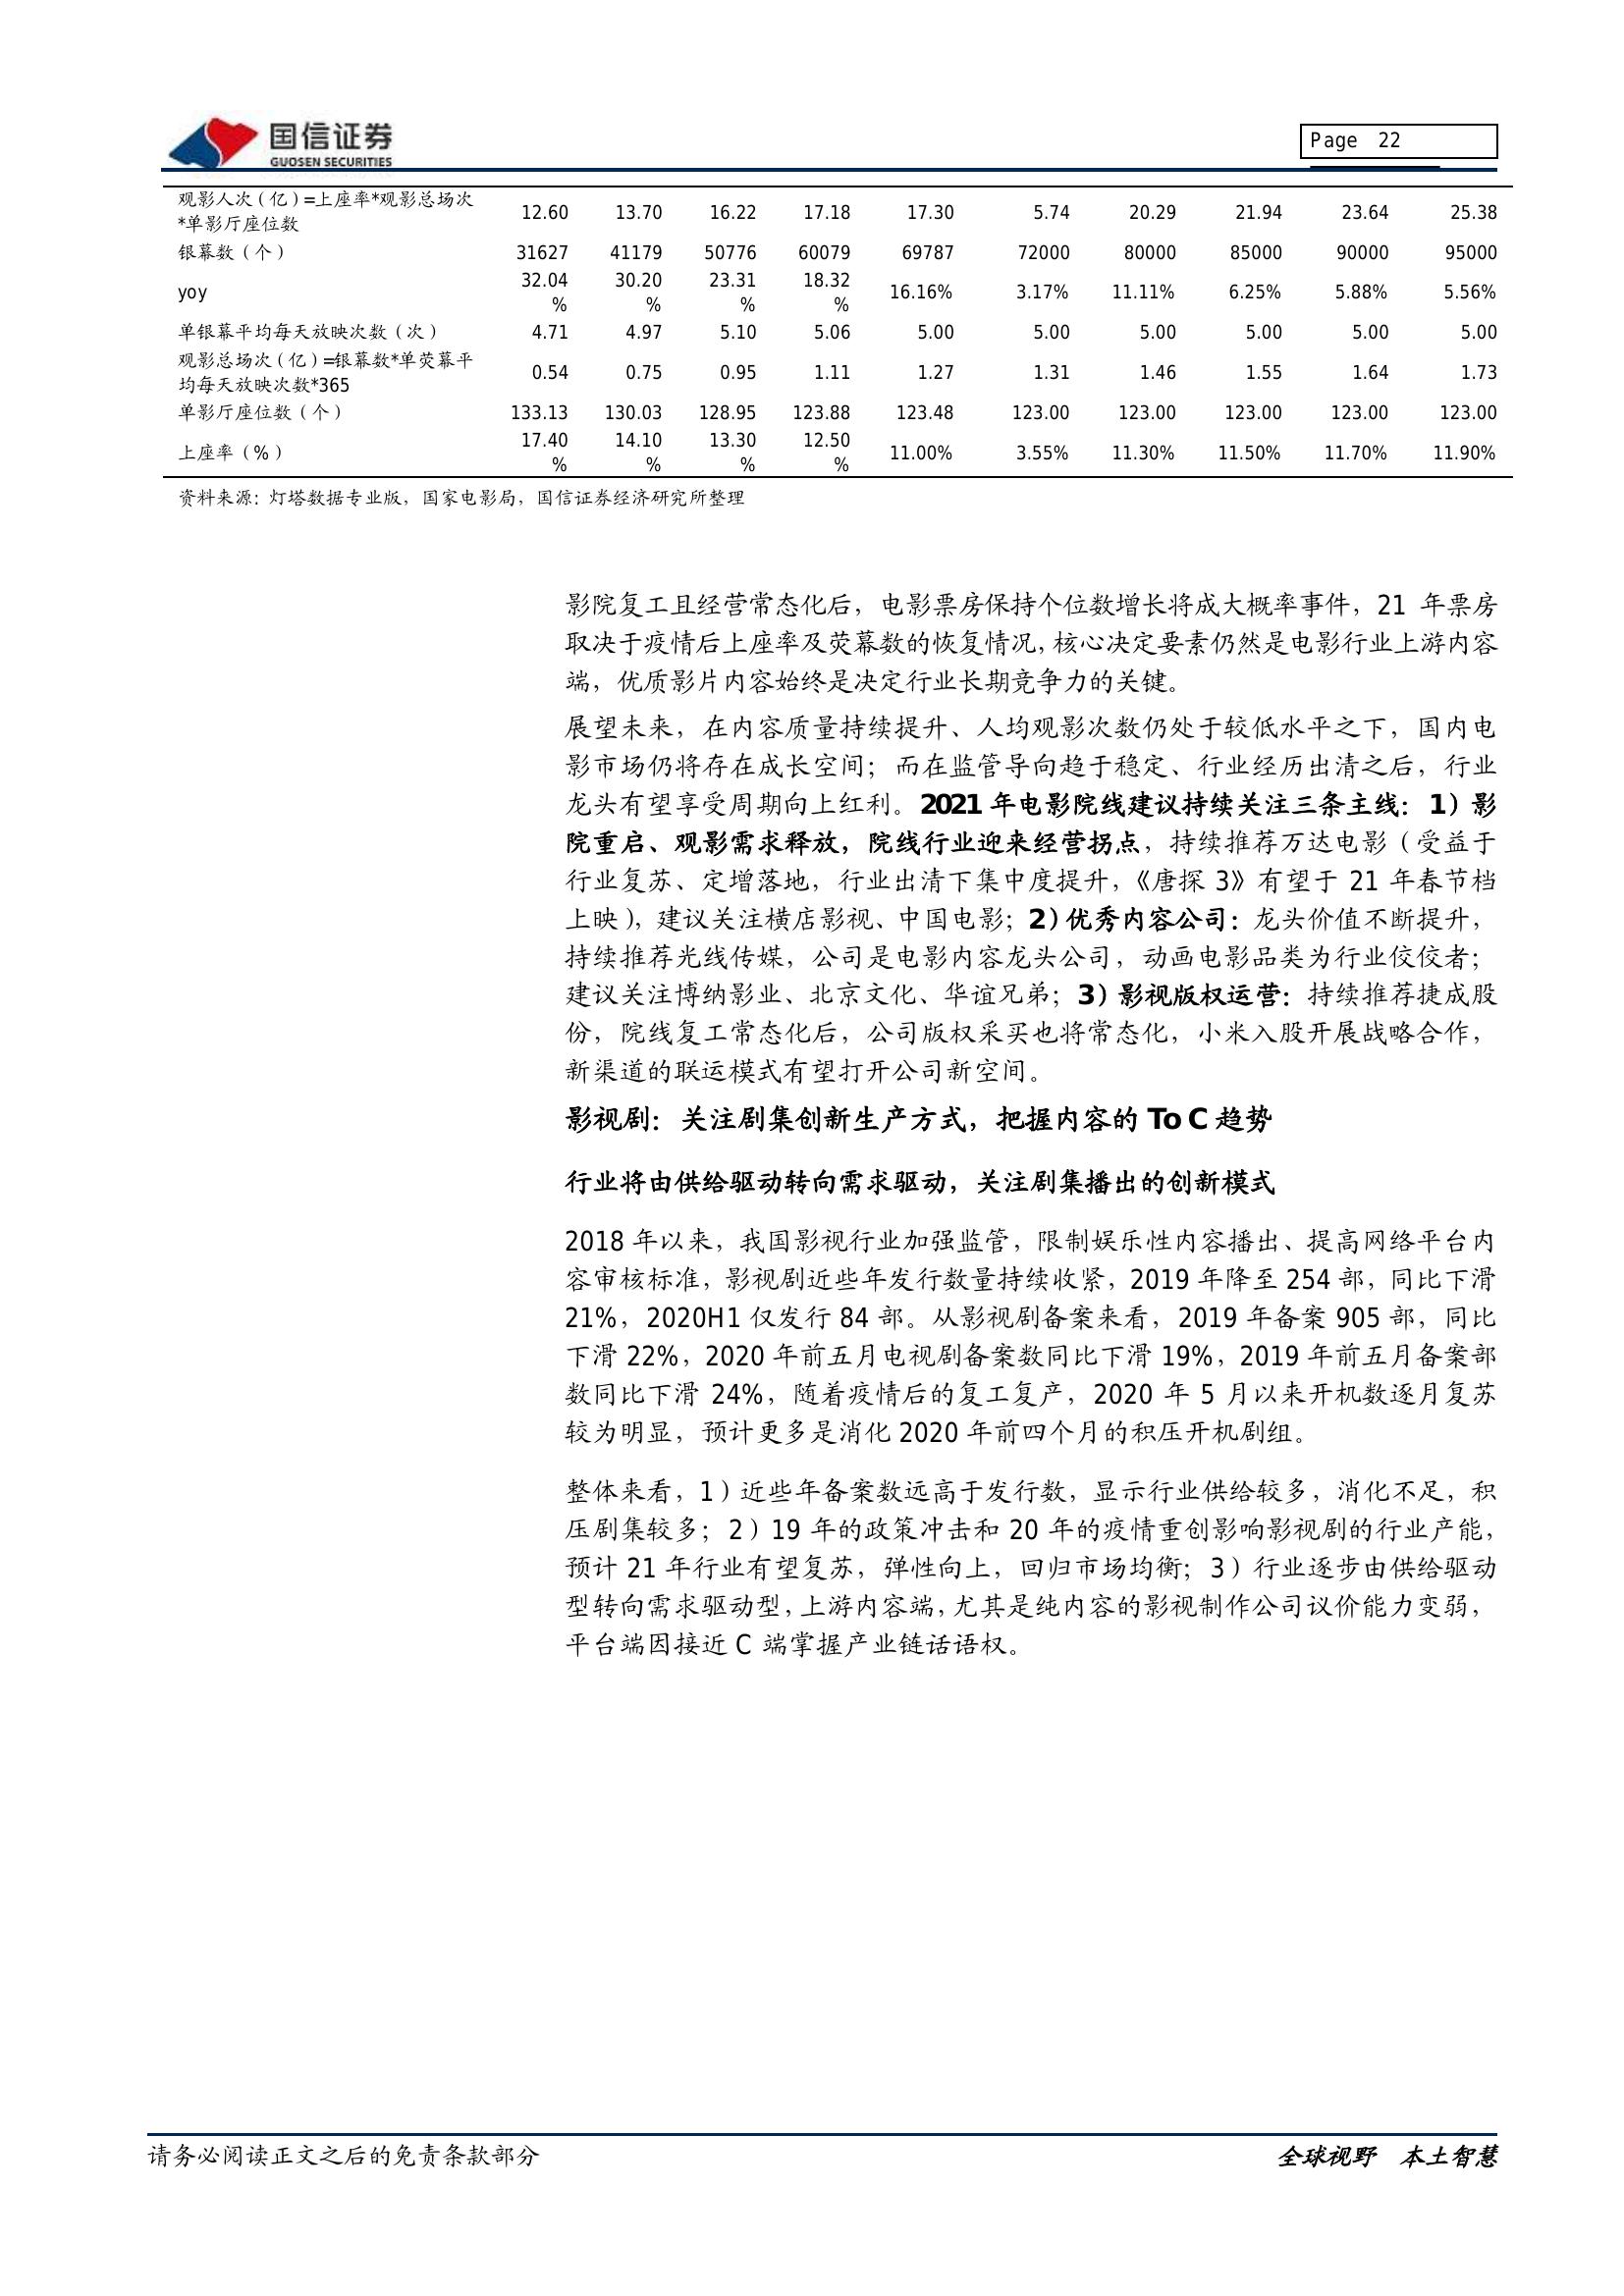 国信证券
GUOSEN SECURITIES
Page 22
观影人次（亿）=上座率*观影总场次
*单影厅座位数 12.60 13.70 16.22 17.18 17.30 5.74 20.29 21.94 23.64 25.38
银幕数（个） 31627 41179 50776 60079 69787 72000 80000 85000 90000 95000
yoy 32.04% 30.20% 23.31% 18.32% 16.16% 3.17% 11.11% 6.25% 5.88% 5.56%
单银幕平均每天放映次数（次） 4.71 4.97 5.10 5.06 5.00 5.00 5.00 5.00 5.00 5.00
观影总场次（亿）=银幕数*单荧幕平
均每天放映次数*365 0.54 0.75 0.95 1.11 1.27 1.31 1.46 1.55 1.64 1.73
单影厅座位数（个） 133.13 130.03 128.95 123.88 123.48 123.00 123.00 123.00 123.00 123.00
上座率（%） 17.40% 14.10% 13.30% 12.50% 11.00% 3.55% 11.30% 11.50% 11.70% 11.90%
资料来源：灯塔数据专业版，国家电影局，国信证券经济研究所整理
影院复工且经营常态化后，电影票房保持个位数增长将成大概率事件，21 年票房
取决于疫情后上座率及荧幕数的恢复情况，核心决定要素仍然是电影行业上游内容
端，优质影片内容始终是决定行业长期竞争力的关键。
展望未来，在内容质量持续提升、人均观影次数仍处于较低水平之下，国内电
影市场仍将存在成长空间；而在监管导向趋于稳定、行业经历出清之后，行业
龙头有望享受周期向上红利。2021 年电影院线建议持续关注三条主线：1）影
院重启、观影需求释放，院线行业迎来经营拐点，持续推荐万达电影（受益于
行业复苏、定增落地，行业出清下集中度提升，《唐探 3》有望于 21 年春节档
上映），建议关注横店影视、中国电影；2）优秀内容公司：龙头价值不断提升，
持续推荐光线传媒，公司是电影内容龙头公司，动画电影品类为行业佼佼者；
建议关注博纳影业、北京文化、华谊兄弟；3）影视版权运营：持续推荐捷成股
份，院线复工常态化后，公司版权采买也将常态化，小米入股开展战略合作，
新渠道的联运模式有望打开公司新空间。
影视剧：关注剧集创新生产方式，把握内容的 To C 趋势
行业将由供给驱动转向需求驱动，关注剧集播出的创新模式
2018 年以来，我国影视行业加强监管，限制娱乐性内容播出、提高网络平台内
容审核标准，影视剧近些年发行数量持续收紧，2019 年降至 254 部，同比下滑
21%，2020H1 仅发行 84 部。从影视剧备案来看，2019 年备案 905 部，同比
下滑 22%，2020 年前五月电视剧备案数同比下滑 19%，2019 年前五月备案部
数同比下滑 24%，随着疫情后的复工复产，2020 年 5 月以来开机数逐月复苏
较为明显，预计更多是消化 2020 年前四个月的积压开机剧组。
整体来看，1）近些年备案数远高于发行数，显示行业供给较多，消化不足，积
压剧集较多；2）19 年的政策冲击和 20 年的疫情重创影响影视剧的行业产能，
预计 21 年行业有望复苏，弹性向上，回归市场均衡；3）行业逐步由供给驱动
型转向需求驱动型，上游内容端，尤其是纯内容的影视制作公司议价能力变弱，
平台端因接近 C 端掌握产业链话语权。
请务必阅读正文之后的免责条款部分
全球视野 本土智慧